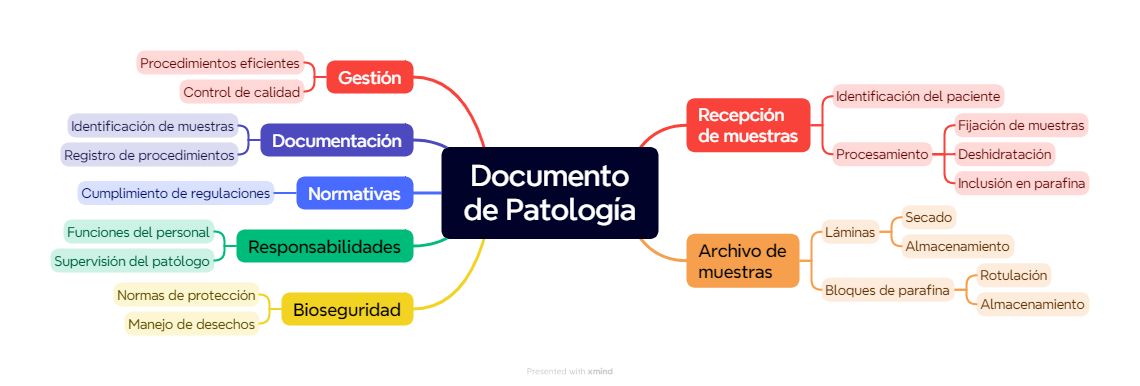 Documento
de Patología
Recepción
de muestras
Identificación del paciente
Procesamiento
Fijación de muestras
Deshidratación
Inclusión en parafina
Archivo de
muestras
Láminas
Secado
Almacenamiento
Bloques de parafina
Rotulación
Almacenamiento
Gestión
Procedimientos eficientes
Control de calidad
Documentación
Identificación de muestras
Registro de procedimientos
Normativas
Cumplimiento de regulaciones
Responsabilidades
Funciones del personal
Supervisión del patólogo
Bioseguridad
Normas de protección
Manejo de desechos
Presented with xmind